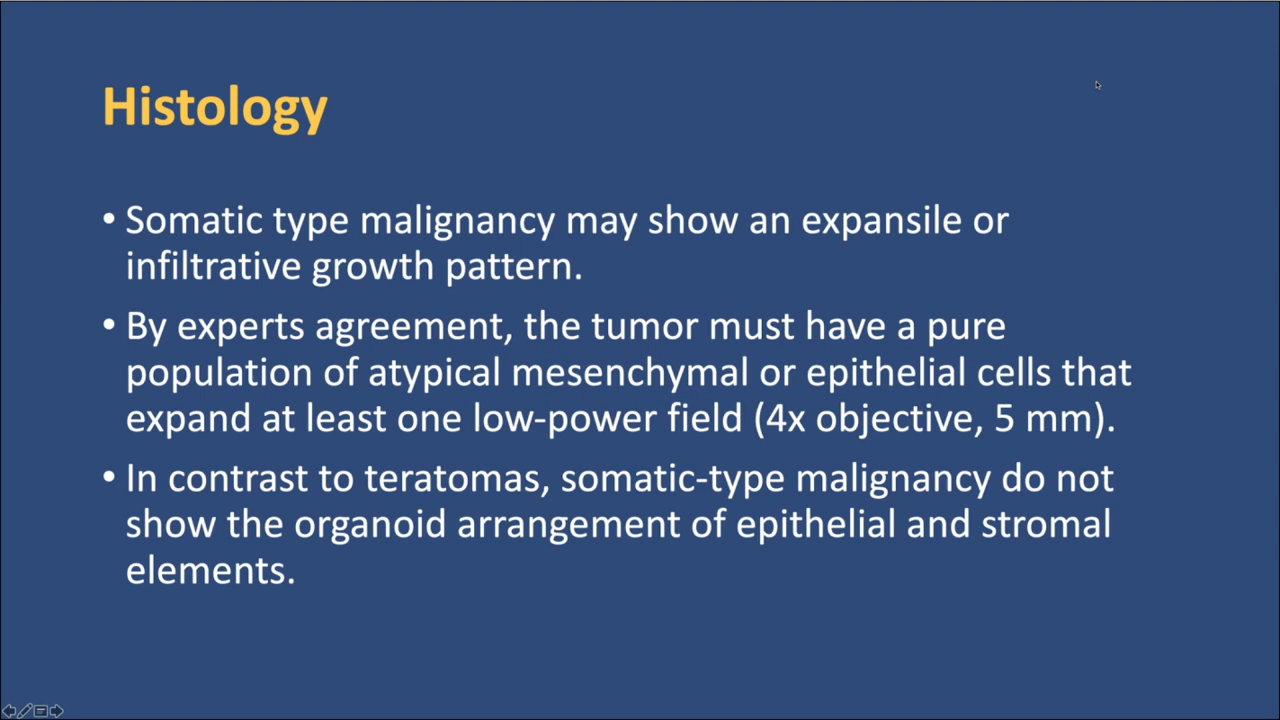 Histology
• Somatic type malignancy may show an expansile or
infiltrative growth pattern.
• By experts agreement, the tumor must have a pure
population of atypical mesenchymal or epithelial cells that
expand at least one low-power field (4x objective, 5 mm).
• In contrast to teratomas, somatic-type malignancy do not
show the organoid arrangement of epithelial and stromal
elements.